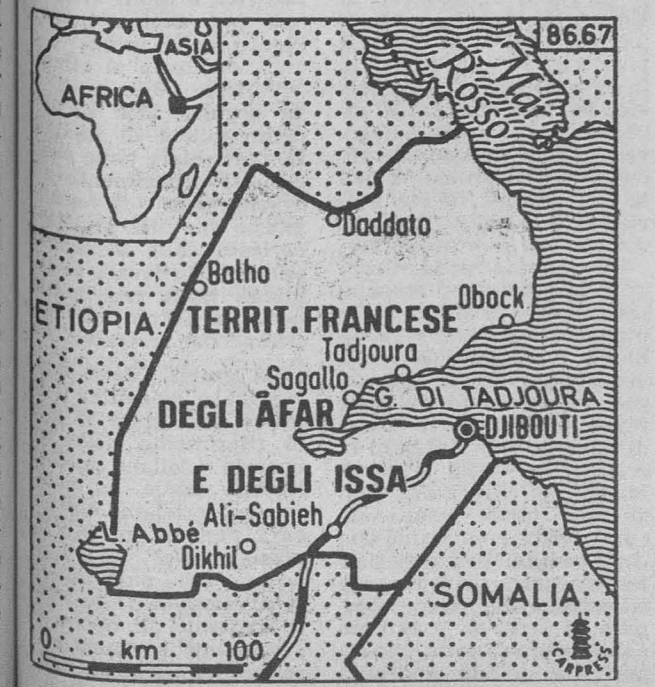 86.67
ASIA
AFRICA
Mar
Rosso
Daddato
Balho
Obock
ETIOPIA
TERRIT. FRANCESE
Tadjoura
Sagallo
G. DI TADJOURA
DEGLI ÂFAR
DJIBOUTI
E DEGLI ISSA
Ali-Sabieh
Abbé
L.
Dikhil
SOMALIA
0 km 100
CARPRESS